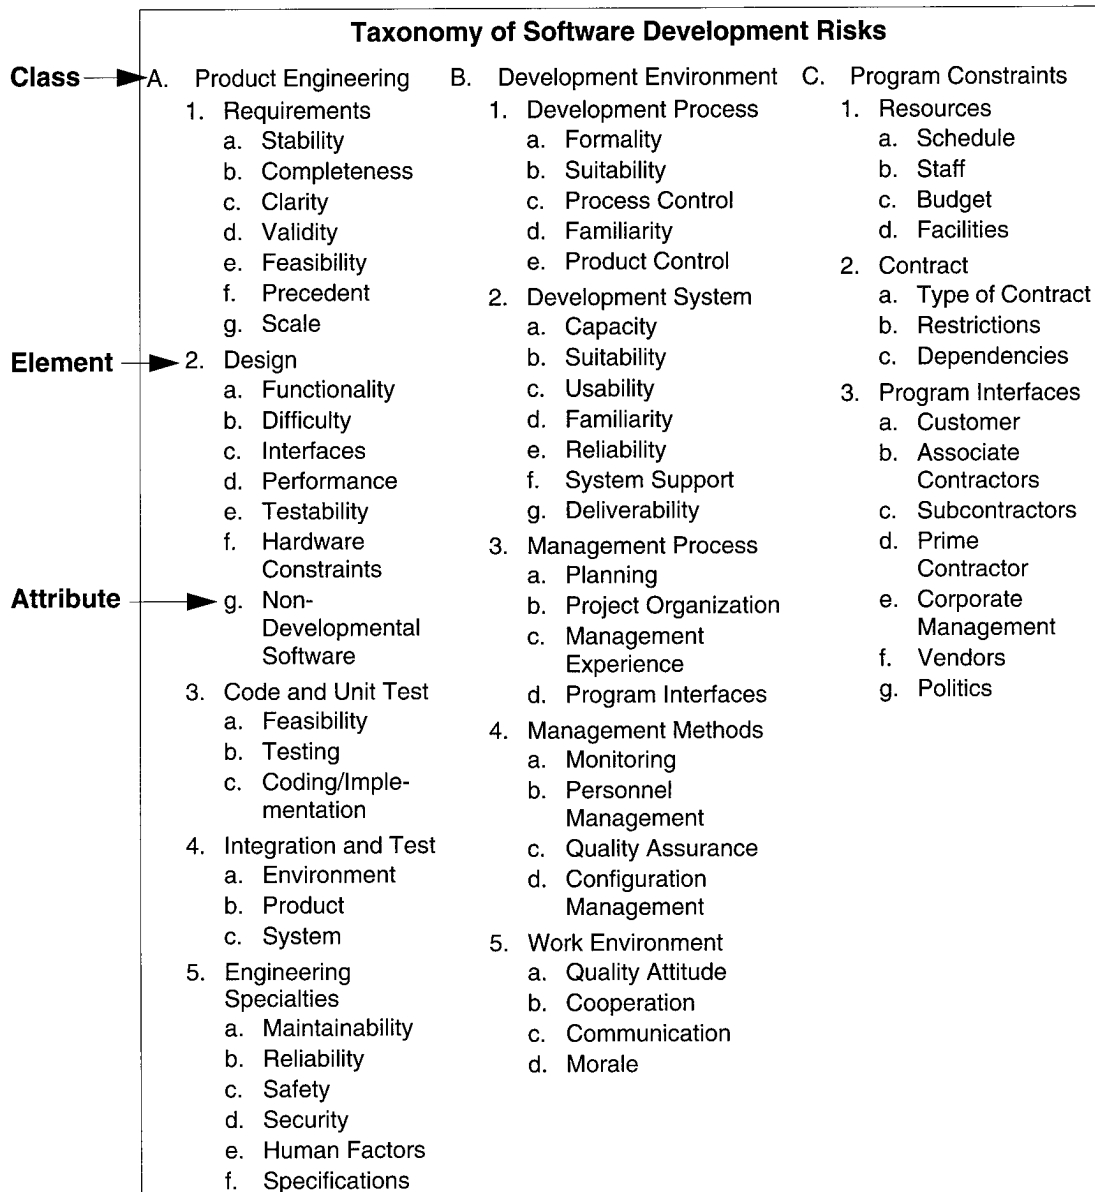 Taxonomy of Software Development Risks
Class
A. Product Engineering
1. Requirements
a. Stability
b. Completeness
c. Clarity
d. Validity
e. Feasibility
f. Precedent
g. Scale
Element
2. Design
a. Functionality
b. Difficulty
c. Interfaces
d. Performance
e. Testability
f. Hardware
Constraints
Attribute
g. Non-
Developmental
Software
3. Code and Unit Test
a. Feasibility
b. Testing
c. Coding/Imple-
mentation
4. Integration and Test
a. Environment
b. Product
c. System
5. Engineering
Specialties
a. Maintainability
b. Reliability
c. Safety
d. Security
e. Human Factors
f. Specifications
B. Development Environment
1. Development Process
a. Formality
b. Suitability
c. Process Control
d. Familiarity
e. Product Control
2. Development System
a. Capacity
b. Suitability
c. Usability
d. Familiarity
e. Reliability
f. System Support
g. Deliverability
3. Management Process
a. Planning
b. Project Organization
c. Management
Experience
d. Program Interfaces
4. Management Methods
a. Monitoring
b. Personnel
Management
c. Quality Assurance
d. Configuration
Management
5. Work Environment
a. Quality Attitude
b. Cooperation
c. Communication
d. Morale
C. Program Constraints
1. Resources
a. Schedule
b. Staff
c. Budget
d. Facilities
2. Contract
a. Type of Contract
b. Restrictions
c. Dependencies
3. Program Interfaces
a. Customer
b. Associate
Contractors
c. Subcontractors
d. Prime
Contractor
e. Corporate
Management
f. Vendors
g. Politics